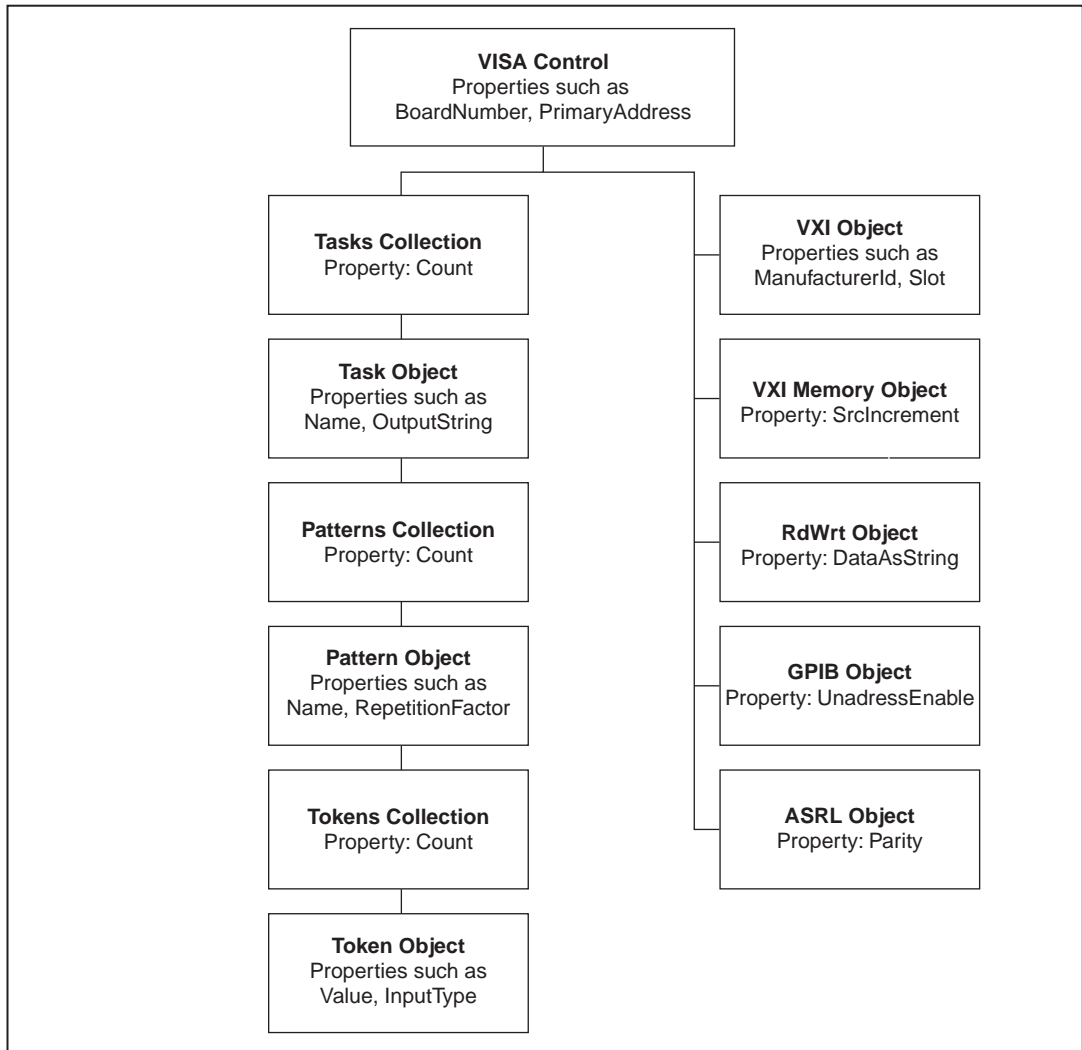 VISA Control
Properties such as
BoardNumber, PrimaryAddress
Tasks Collection
Property: Count
Task Object
Properties such as
Name, OutputString
Patterns Collection
Property: Count
Pattern Object
Properties such as
Name, RepetitionFactor
Tokens Collection
Property: Count
Token Object
Properties such as
Value, InputType
VXI Object
Properties such as
ManufacturerId, Slot
VXI Memory Object
Property: SrcIncrement
RdWrt Object
Property: DataAsString
GPIB Object
Property: UnadressEnable
ASRL Object
Property: Parity